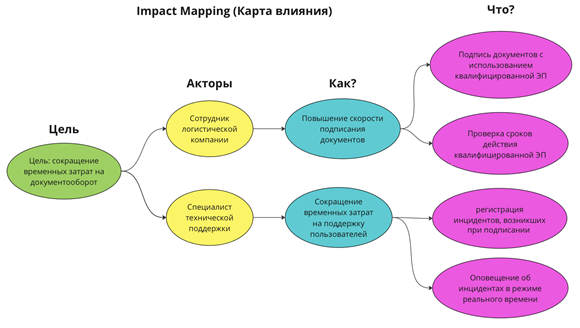 Impact Mapping (Карта влияния)
Что?
Подпись документов с
использованием
квалифицированной ЭП
Акторы
Как?
Сотрудник
логистической
компании
Повышение скорости
подписания
документов
Цель
Проверка сроков
действия
квалифицированной ЭП
Цель: сокращение
временных затрат на
документооборот
Специалист
технической
поддержки
Сокращение
временных затрат
на поддержку
пользователей
регистрация
инцидентов, возникших
при подписании
Оповещение об
инцидентах в режиме
реального времени